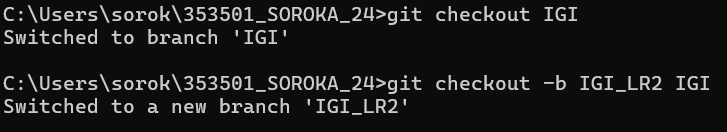 C:\Users\sorok\353501_SOROKA_24>git checkout IGI
Switched to branch 'IGI'
C:\Users\sorok\353501_SOROKA_24>git checkout -b IGI_LR2 IGI
Switched to a new branch 'IGI_LR2'